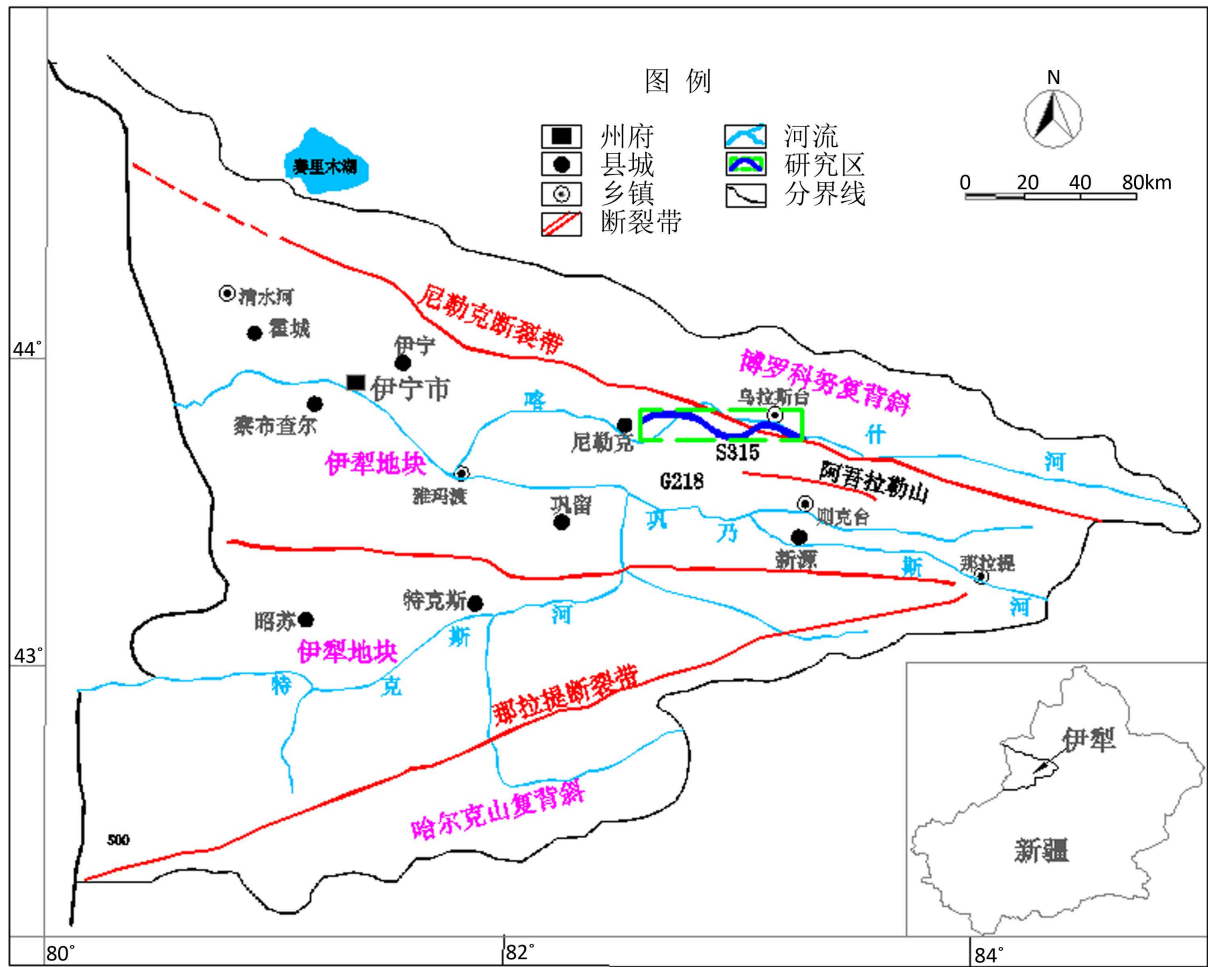 图 例
州府
河流
县城
研究区
乡镇
分界线
断裂带
N
0 20 40 80km
赛里木湖
清水河
霍城
尼勒克断裂带
伊宁
44°
伊宁市
博罗科努复背斜
乌拉斯台
察布查尔
喀
什
河
尼勒克
S315
伊犁地块
雅玛渡
G218
阿吾拉勒山
巩留
巩
乃
斯
河
则克台
新源
那拉提
特克斯
昭苏
43°
伊犁地块
特
克
斯
河
那拉提断裂带
哈尔克山复背斜
500
伊犁
新疆
80°
82°
84°